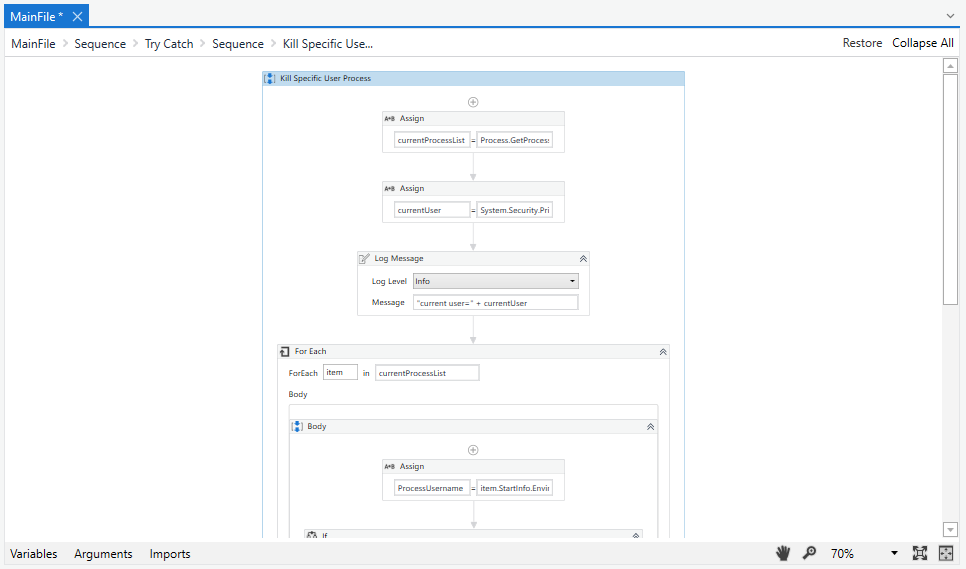 MainFile *
MainFile > Sequence > Try Catch > Sequence > Kill Specific Use... Restore Collapse All
Kill Specific User Process
A+B Assign
currentProcessList = Process.GetProcess
A+B Assign
currentUser = System.Security.Pri
Log Message
Log Level Info
Message "current user=" + currentUser
For Each
ForEach item in currentProcessList
Body
Body
A+B Assign
ProcessUsername = item.StartInfo.Envir
If
Variables Arguments Imports 70%